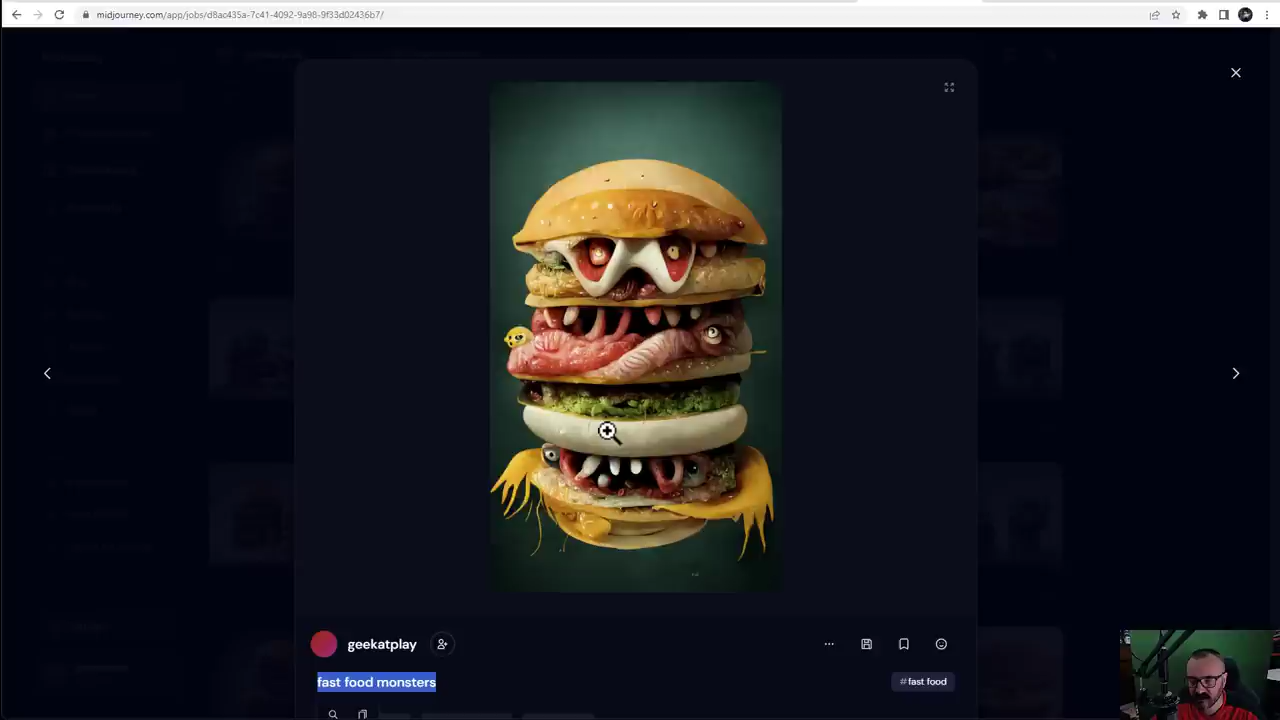 midjourney.com/app/jobs/d8ac435a-7c41-4092-9a98-9f33d02436b7/
geekatplay
fast food monsters
#fast food